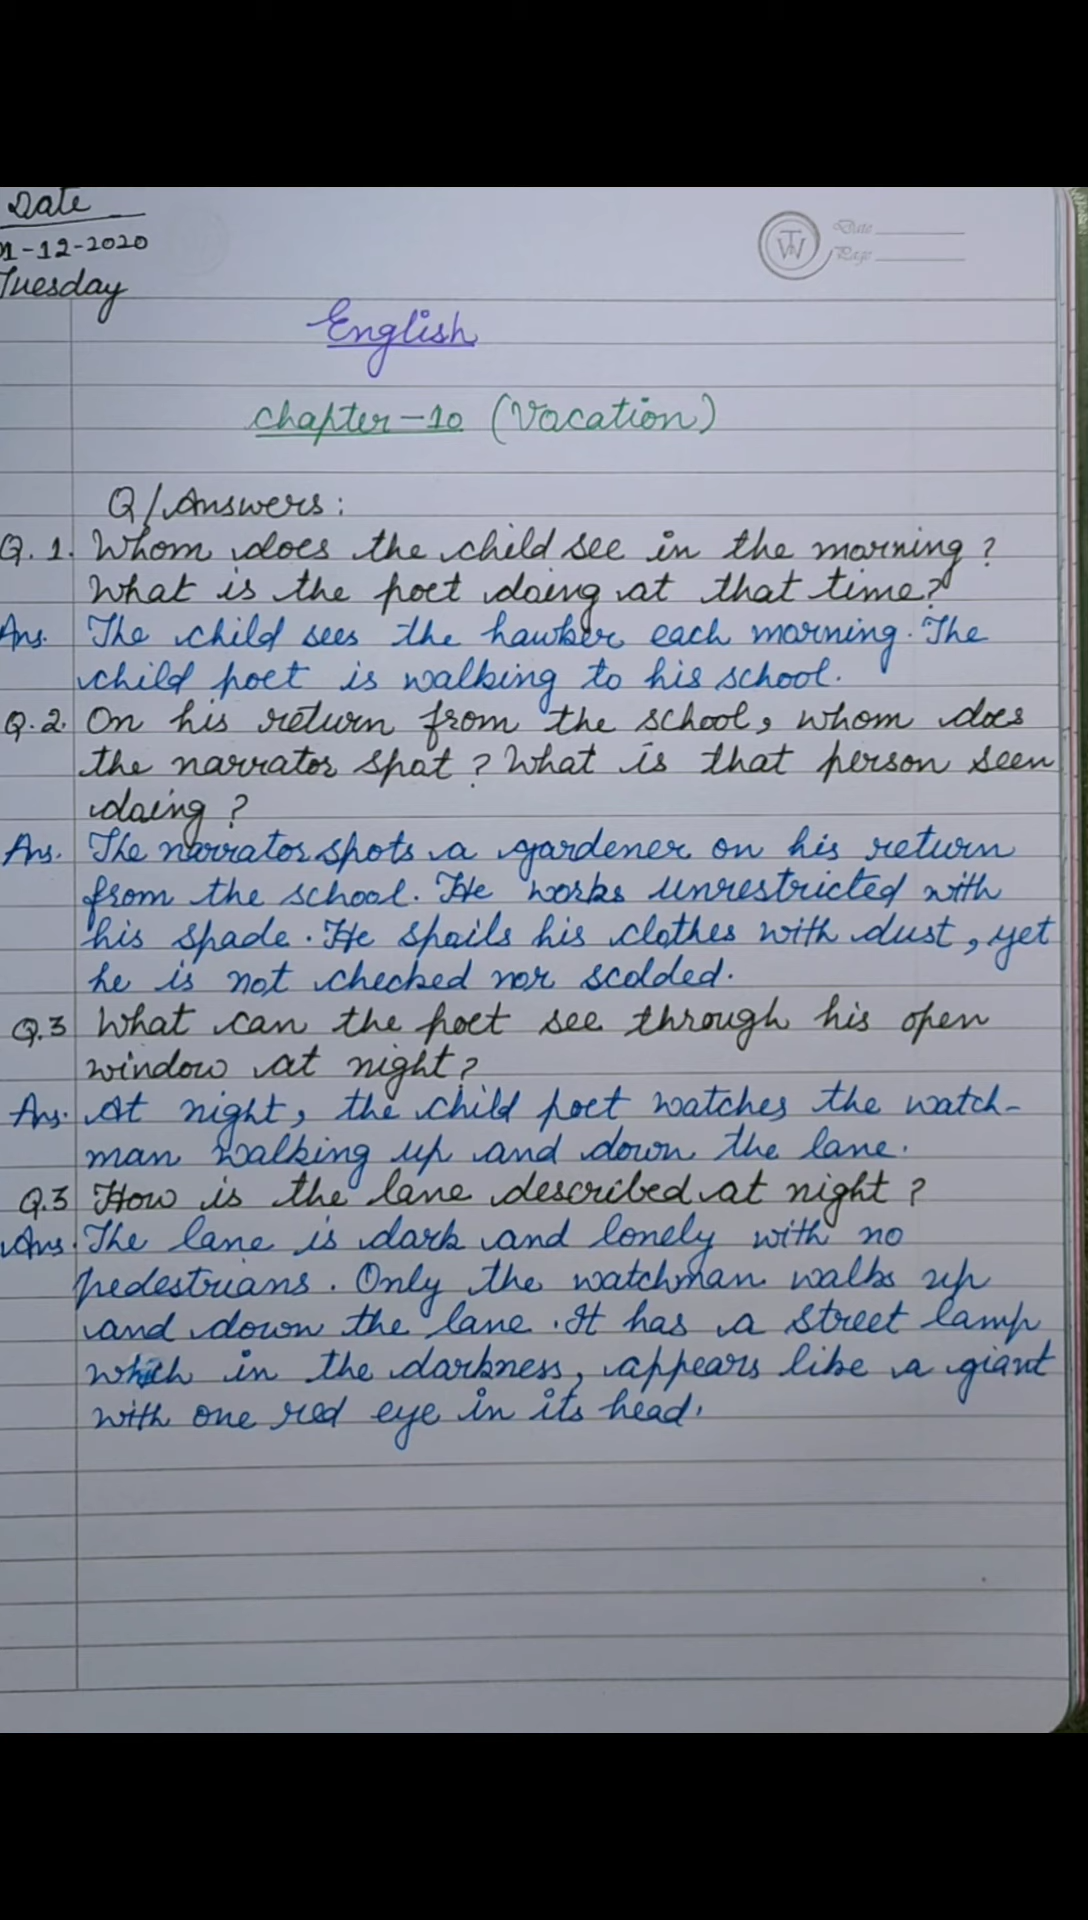 Date
01-12-2020
Tuesday
TW
Date
Page
English
Chapter-10 (Vacation)
Q/Answers:
Q.1. Whom does the child see in the morning?
What is the poet doing at that time?
Ans. The child sees the hawker each morning. The
child poet is walking to his school.
Q.2. On his return from the school, whom does
the narrator spot? What is that person seen
doing?
Ans. The narrator spots a gardener on his return
from the school. He works unrestricted with
his spade. He spoils his clothes with dust, yet
he is not checked nor scolded.
Q.3 What can the poet see through his open
window at night?
Ans. At night, the child poet watches the watch-
man walking up and down the lane.
Q.3 How is the lane described at night?
Ans. The lane is dark and lonely with no
pedestrians. Only the watchman walks up
and down the lane. It has a street lamp
which in the darkness, appears like a giant
with one red eye in its head.